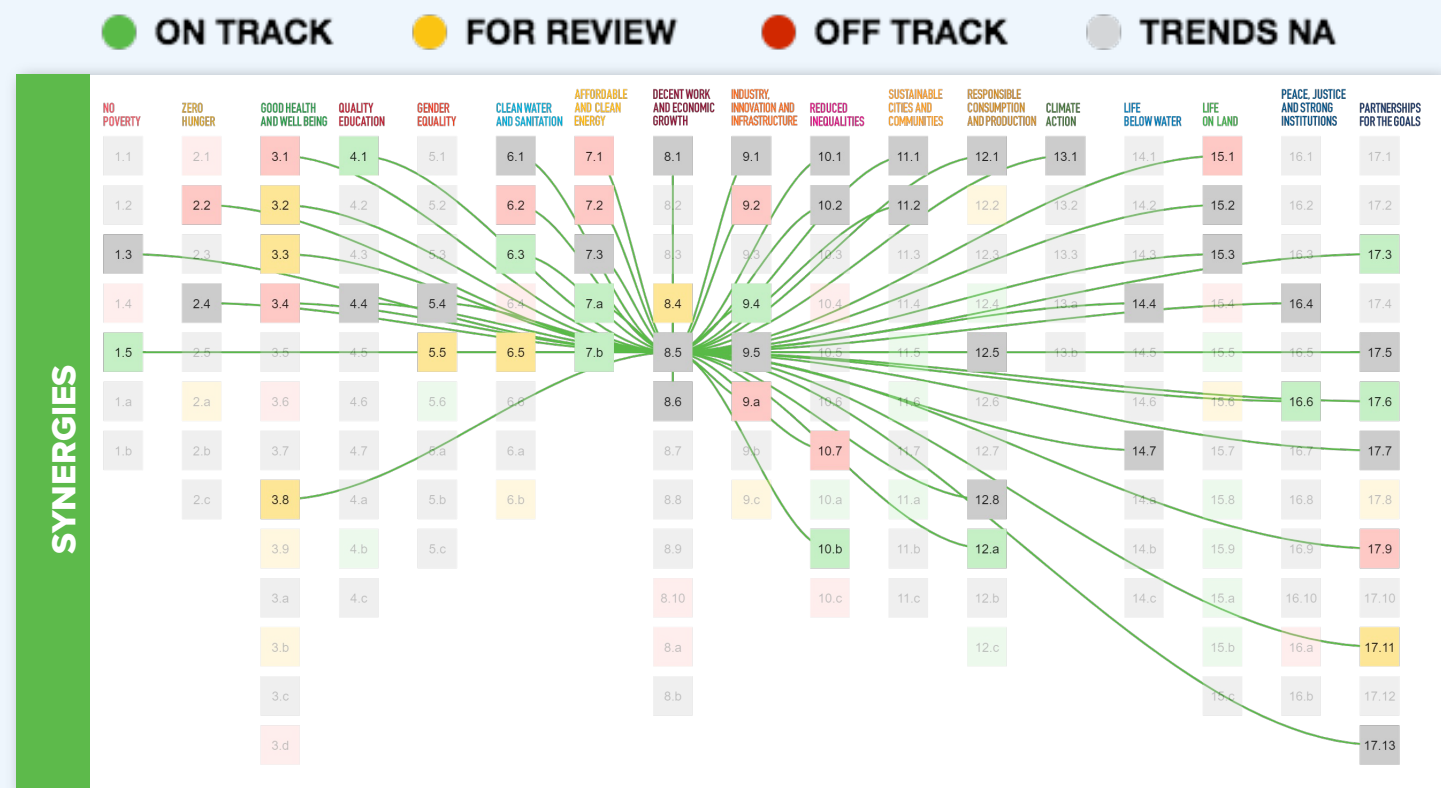 ON TRACK FOR REVIEW OFF TRACK TRENDS NA
SYNERGIES
NO
POVERTY
ZERO
HUNGER
GOOD HEALTH
AND WELL BEING
QUALITY
EDUCATION
GENDER
EQUALITY
CLEAN WATER
AND SANITATION
AFFORDABLE
AND CLEAN
ENERGY
DECENT WORK
AND ECONOMIC
GROWTH
INDUSTRY,
INNOVATION AND
INFRASTRUCTURE
REDUCED
INEQUALITIES
SUSTAINABLE
CITIES AND
COMMUNITIES
RESPONSIBLE
CONSUMPTION
AND PRODUCTION
CLIMATE
ACTION
LIFE
BELOW WATER
LIFE
ON LAND
PEACE, JUSTICE
AND STRONG
INSTITUTIONS
PARTNERSHIPS
FOR THE GOALS
1.1 2.1 3.1 4.1 5.1 6.1 7.1 8.1 9.1 10.1 11.1 12.1 13.1 14.1 15.1 16.1 17.1
1.2 2.2 3.2 4.2 5.2 6.2 7.2 8.2 9.2 10.2 11.2 12.2 13.2 14.2 15.2 16.2 17.2
1.3 2.3 3.3 4.3 5.3 6.3 7.3 8.3 9.3 10.3 11.3 12.3 13.3 14.3 15.3 16.3 17.3
1.4 2.4 3.4 4.4 5.4 6.4 7.a 8.4 9.4 10.4 11.4 12.4 13.a 14.4 15.4 16.4 17.4
1.5 2.5 3.5 4.5 5.5 6.5 7.b 8.5 9.5 10.5 11.5 12.5 13.b 14.5 15.5 16.5 17.5
1.a 2.a 3.6 4.6 5.6 6.6 8.6 9.a 10.6 11.6 12.6 14.6 15.6 16.6 17.6
1.b 2.b 3.7 4.7 5.a 6.a 8.7 9.b 10.7 11.7 12.7 14.7 15.7 16.7 17.7
2.c 3.8 4.a 5.b 6.b 8.8 9.c 10.a 11.a 12.8 14.a 15.8 16.8 17.8
3.9 4.b 5.c 8.9 10.b 11.b 12.a 14.b 15.9 16.9 17.9
3.a 4.c 8.10 10.c 11.c 12.b 14.c 15.a 16.10 17.10
3.b 8.a 12.c 15.b 16.a 17.11
3.c 8.b 15.c 16.b 17.12
3.d 17.13